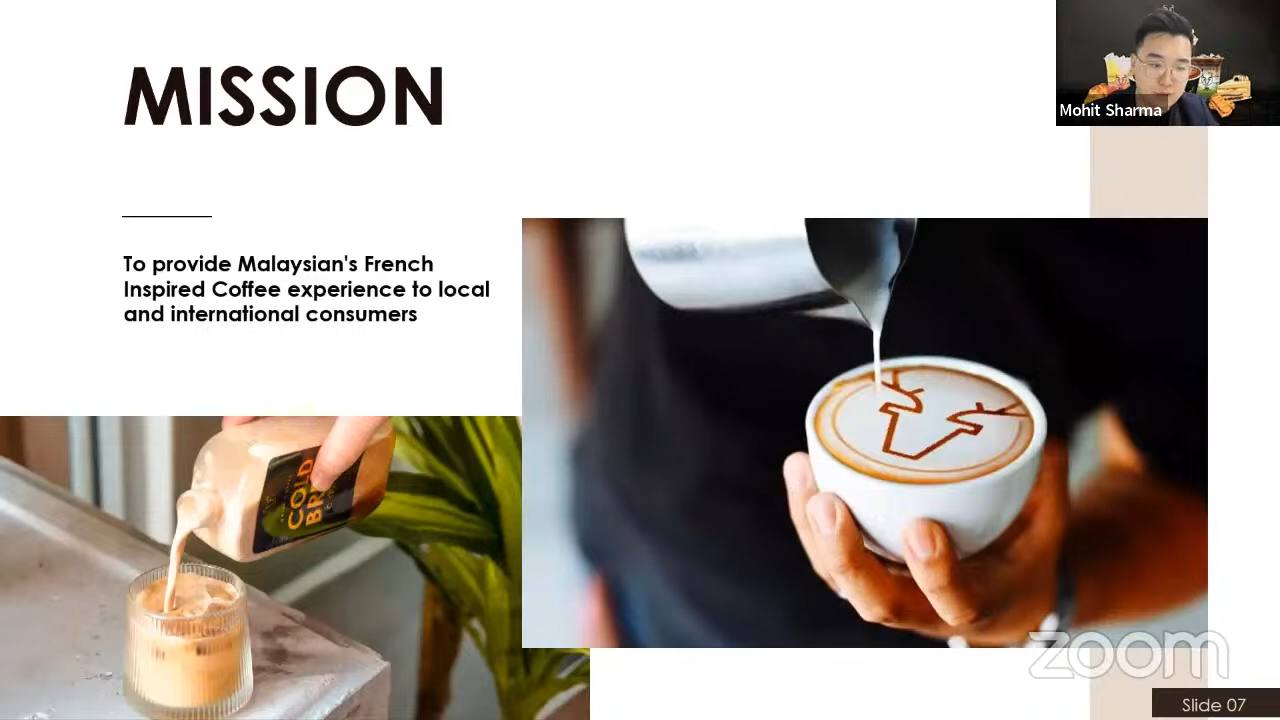 MISSION
Mohit Sharma
To provide Malaysian's French
Inspired Coffee experience to local
and international consumers
COLD
zoom
Slide 07